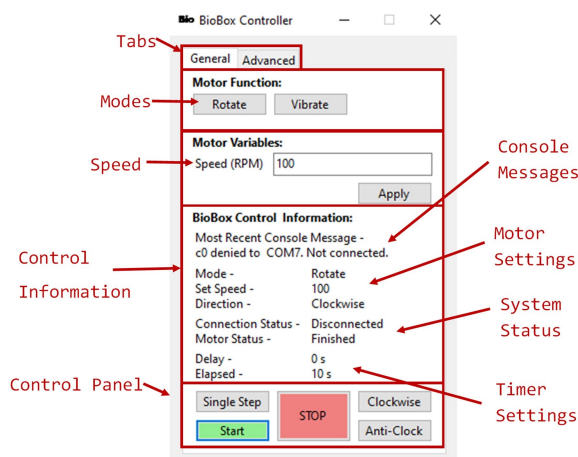 Bio BioBox Controller
Tabs
General Advanced
Motor Function:
Modes
Rotate Vibrate
Motor Variables:
Speed
Speed (RPM) 100
Apply
Console
Messages
BioBox Control Information:
Most Recent Console Message -
c0 denied to COM7. Not connected.
Motor
Settings
Control
Information
Mode - Rotate
Set Speed - 100
Direction - Clockwise
System
Status
Connection Status - Disconnected
Motor Status - Finished
Delay - 0 s
Elapsed - 10 s
Timer
Settings
Control Panel
Single Step STOP Clockwise
Start Anti-Clock